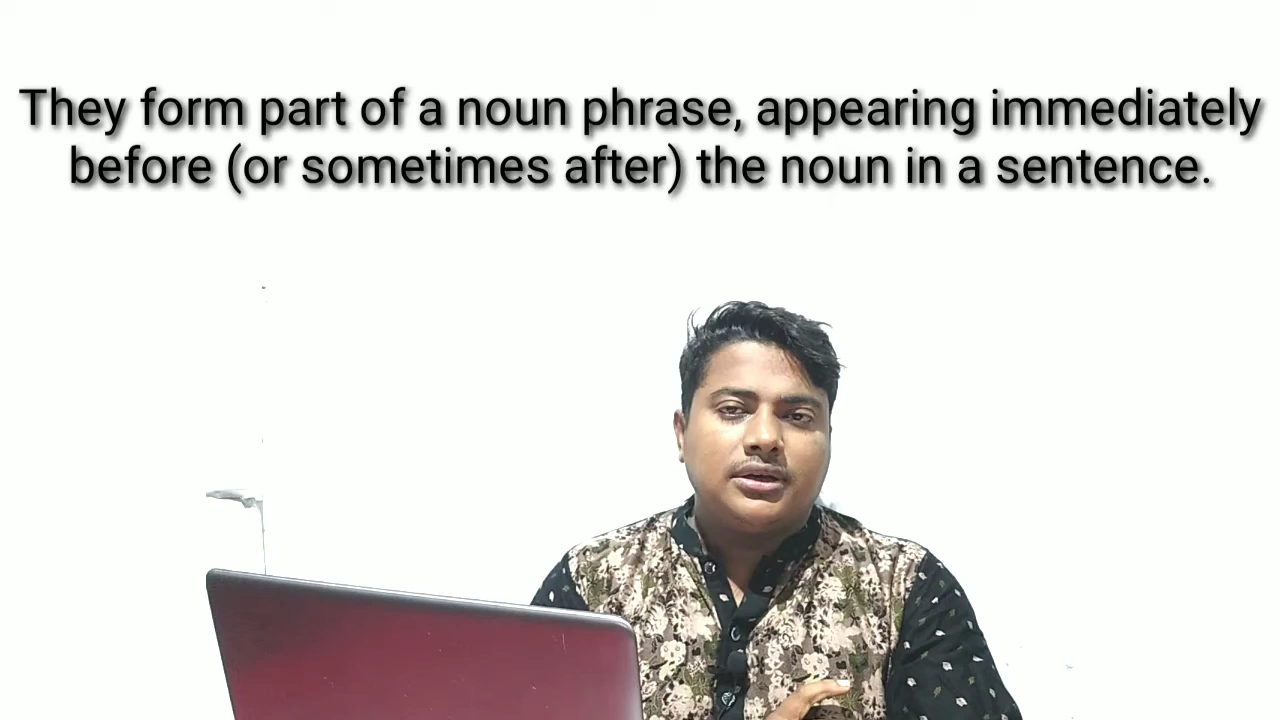 They form part of a noun phrase, appearing immediately
before (or sometimes after) the noun in a sentence.